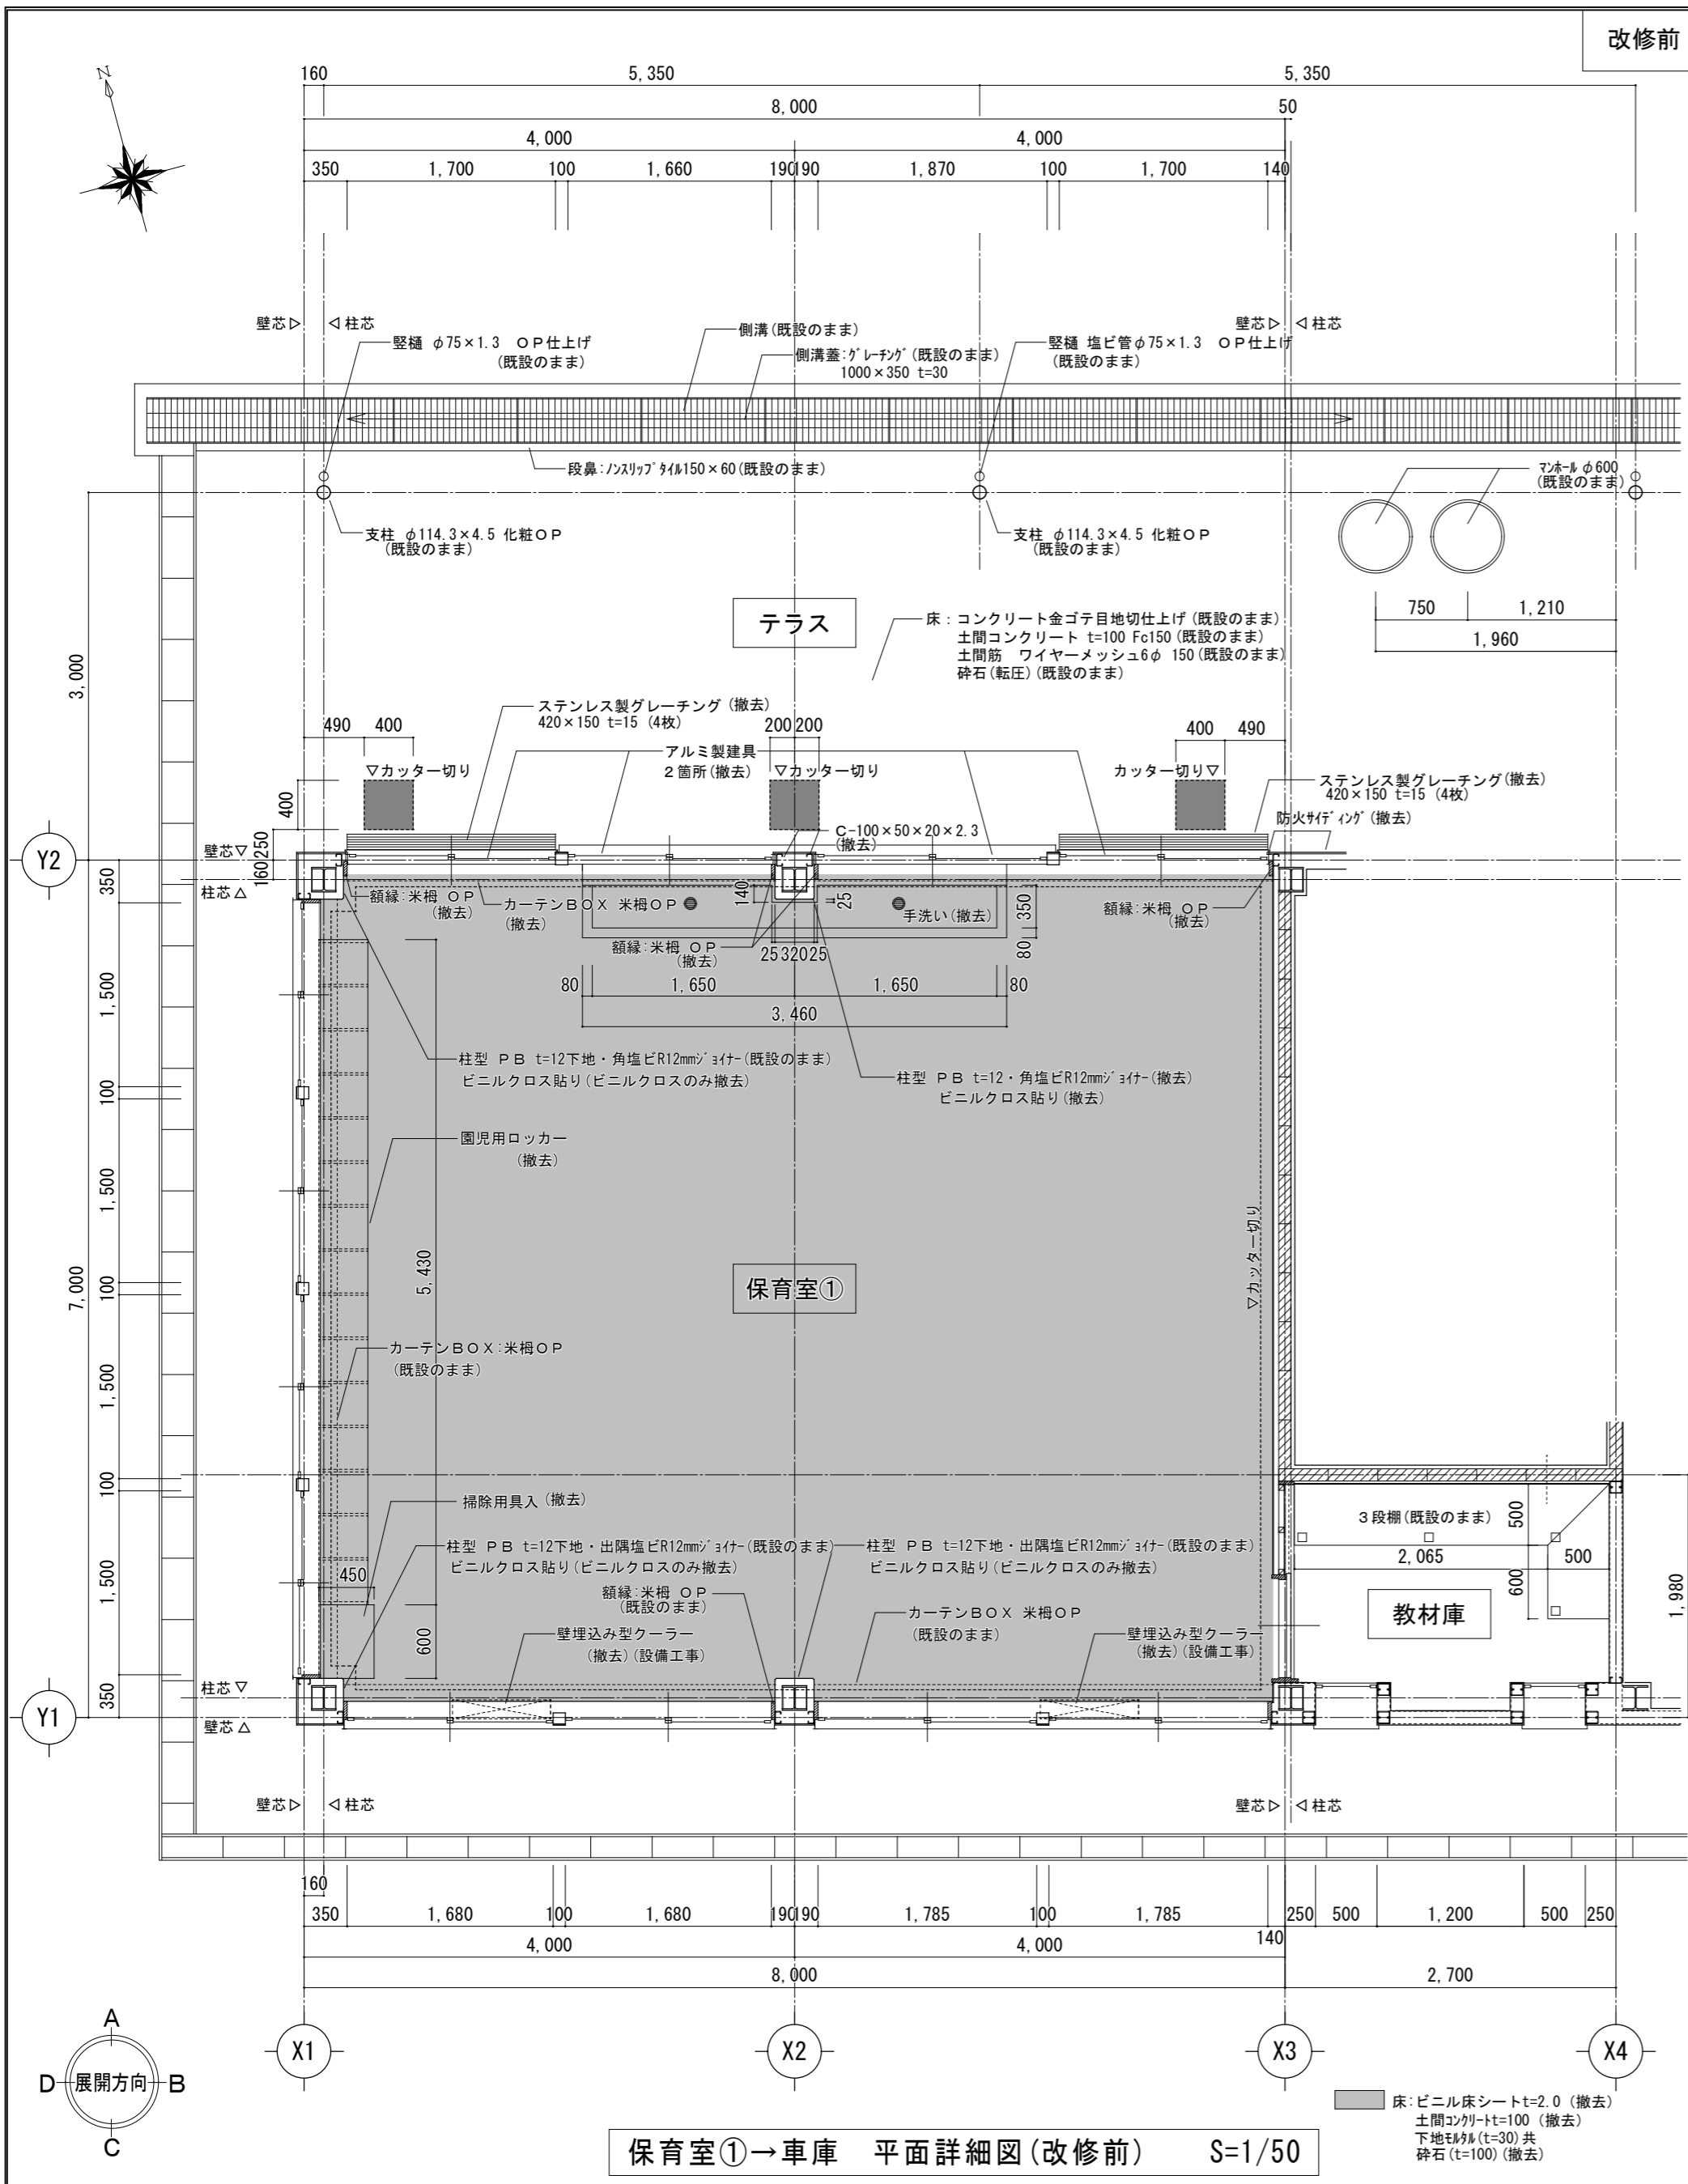 改修前
N
160 5,350 5,350
8,000 50
4,000 4,000
350 1,700 100 1,660 190 190 1,870 100 1,700 140
壁芯▷ ◁柱芯 壁芯▷ ◁柱芯
竪樋 φ75×1.3 ＯＰ仕上げ
(既設のまま)
側溝(既設のまま)
側溝蓋:グレーチング(既設のまま)
1000×350 t=30
竪樋 塩ビ管φ75×1.3 ＯＰ仕上げ
(既設のまま)
段鼻:ノンスリップタイル150×60(既設のまま)
マンホール φ600
(既設のまま)
支柱 φ114.3×4.5 化粧ＯＰ
(既設のまま)
支柱 φ114.3×4.5 化粧ＯＰ
(既設のまま)
750 1,210
1,960
テラス
床：コンクリート金ゴテ目地切仕上げ(既設のまま)
土間コンクリート t=100 Fc150(既設のまま)
土間筋 ワイヤーメッシュ6φ 150(既設のまま)
砕石(転圧)(既設のまま)
3,000
ステンレス製グレーチング(撤去)
420×150 t=15 (4枚)
490 400 200 200 400 490
アルミ製建具
２箇所(撤去)
▽カッター切り ▽カッター切り カッター切り▽
ステンレス製グレーチング(撤去)
420×150 t=15 (4枚)
防火サイディング(撤去)
400
250
160
C-100×50×20×2.3
(撤去)
Y2
壁芯▽
柱芯△
350
額縁:米栂 ＯＰ
(撤去)
カーテンＢＯＸ 米栂ＯＰ
(撤去)
140
25
手洗い(撤去)
350
80
額縁:米栂 ＯＰ
(撤去)
額縁:米栂 ＯＰ
(撤去)
25 320 25
80 1,650 1,650 80
3,460
1,500
柱型 ＰＢ t=12下地・角塩ビR12mmジョイナー(既設のまま)
ビニルクロス貼り(ビニルクロスのみ撤去)
柱型 ＰＢ t=12・角塩ビR12mmジョイナー(撤去)
ビニルクロス貼り(撤去)
100
園児用ロッカー
(撤去)
1,500
▽カッター切り
5,430
7,000
100
保育室①
カーテンＢＯＸ:米栂ＯＰ
(既設のまま)
1,500
100
掃除用具入(撤去)
３段棚(既設のまま)
500
2,065 500
600
1,980
教材庫
柱型 ＰＢ t=12下地・出隅塩ビR12mmジョイナー(既設のまま)
ビニルクロス貼り(ビニルクロスのみ撤去)
柱型 ＰＢ t=12下地・出隅塩ビR12mmジョイナー(既設のまま)
ビニルクロス貼り(ビニルクロスのみ撤去)
450
1,500
額縁:米栂 ＯＰ
(既設のまま)
カーテンＢＯＸ 米栂ＯＰ
(既設のまま)
600
壁埋込み型クーラー
(撤去)(設備工事)
壁埋込み型クーラー
(撤去)(設備工事)
350
柱芯▽
Y1
壁芯△
壁芯▷ ◁柱芯 壁芯▷ ◁柱芯
160
350 1,680 100 1,680 190 190 1,785 100 1,785 250 500 1,200 500 250
4,000 4,000 140
8,000 2,700
X1 X2 X3 X4
A
D 展開方向 B
C
床:ビニル床シートt=2.0 (撤去)
土間コンクリートt=100 (撤去)
下地モルタル(t=30)共
砕石(t=100)(撤去)
保育室①→車庫 平面詳細図(改修前) S=1/50